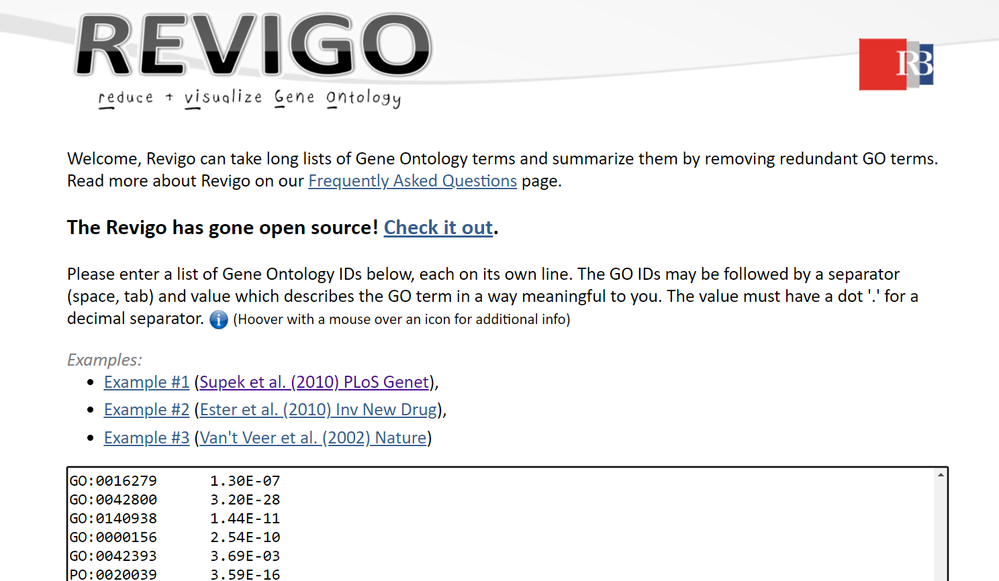 REVIGO
reduce + visualize Gene Ontology
IRB
Welcome, Revigo can take long lists of Gene Ontology terms and summarize them by removing redundant GO terms.
Read more about Revigo on our Frequently Asked Questions page.
The Revigo has gone open source! Check it out.
Please enter a list of Gene Ontology IDs below, each on its own line. The GO IDs may be followed by a separator
(space, tab) and value which describes the GO term in a way meaningful to you. The value must have a dot '.' for a
decimal separator. i (Hoover with a mouse over an icon for additional info)
Examples:
• Example #1 (Supek et al. (2010) PLoS Genet),
• Example #2 (Ester et al. (2010) Inv New Drug),
• Example #3 (Van't Veer et al. (2002) Nature)
GO:0016279 1.30E-07
GO:0042800 3.20E-28
GO:0140938 1.44E-11
GO:0000156 2.54E-10
GO:0042393 3.69E-03
PO:0020039 3.59E-16